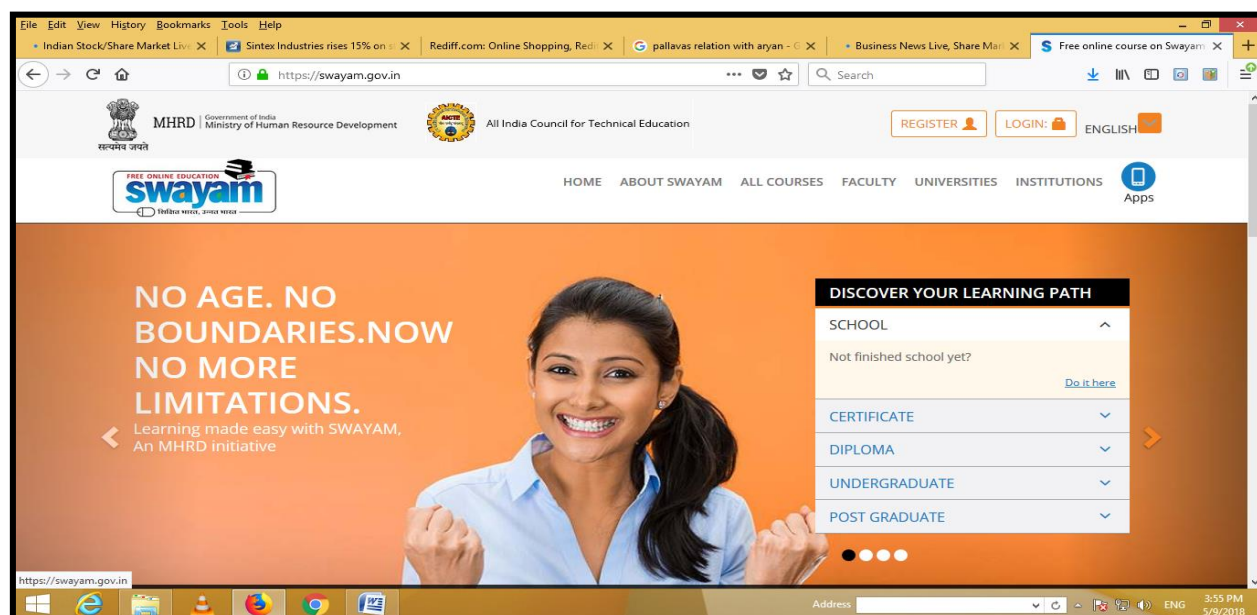 File Edit View History Bookmarks Tools Help
Indian Stock/Share Market Live
Sintex Industries rises 15% on
Rediff.com: Online Shopping, Redi
pallavas relation with aryan - G
Business News Live, Share Mar
Free online course on Swayam
https://swayam.gov.in
Search
MHRD
Government of India
Ministry of Human Resource Development
सत्यमेव जयते
AICTE
All India Council for Technical Education
REGISTER
LOGIN:
ENGLISH
FREE ONLINE EDUCATION
swayam
शिक्षित भारत, उन्नत भारत
HOME ABOUT SWAYAM ALL COURSES FACULTY UNIVERSITIES INSTITUTIONS
Apps
NO AGE. NO
BOUNDARIES.NOW
NO MORE
LIMITATIONS.
Learning made easy with SWAYAM,
An MHRD initiative
DISCOVER YOUR LEARNING PATH
SCHOOL
Not finished school yet?
Do it here
CERTIFICATE
DIPLOMA
UNDERGRADUATE
POST GRADUATE
https://swayam.gov.in
Address
ENG
3:55 PM
5/9/2018